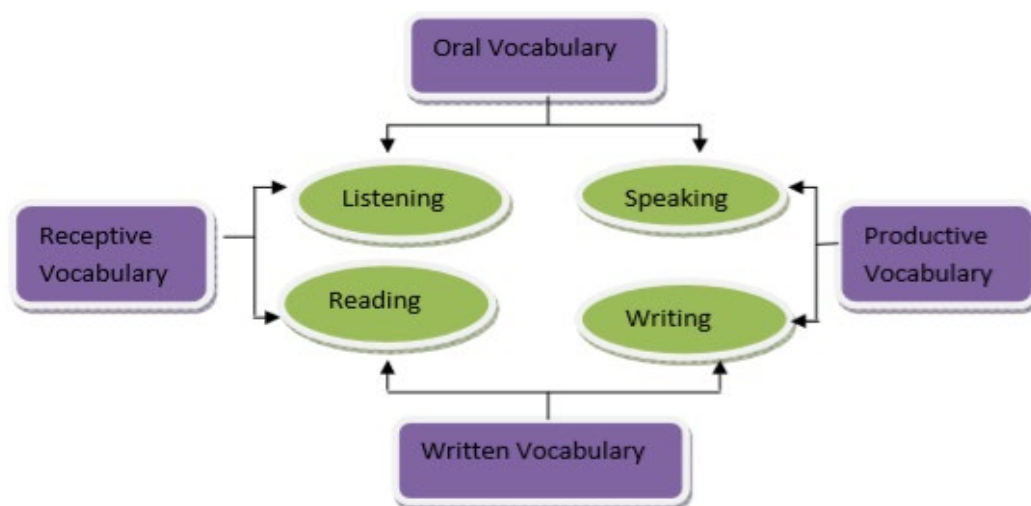 Oral Vocabulary
Listening
Speaking
Receptive
Vocabulary
Productive
Vocabulary
Reading
Writing
Written Vocabulary